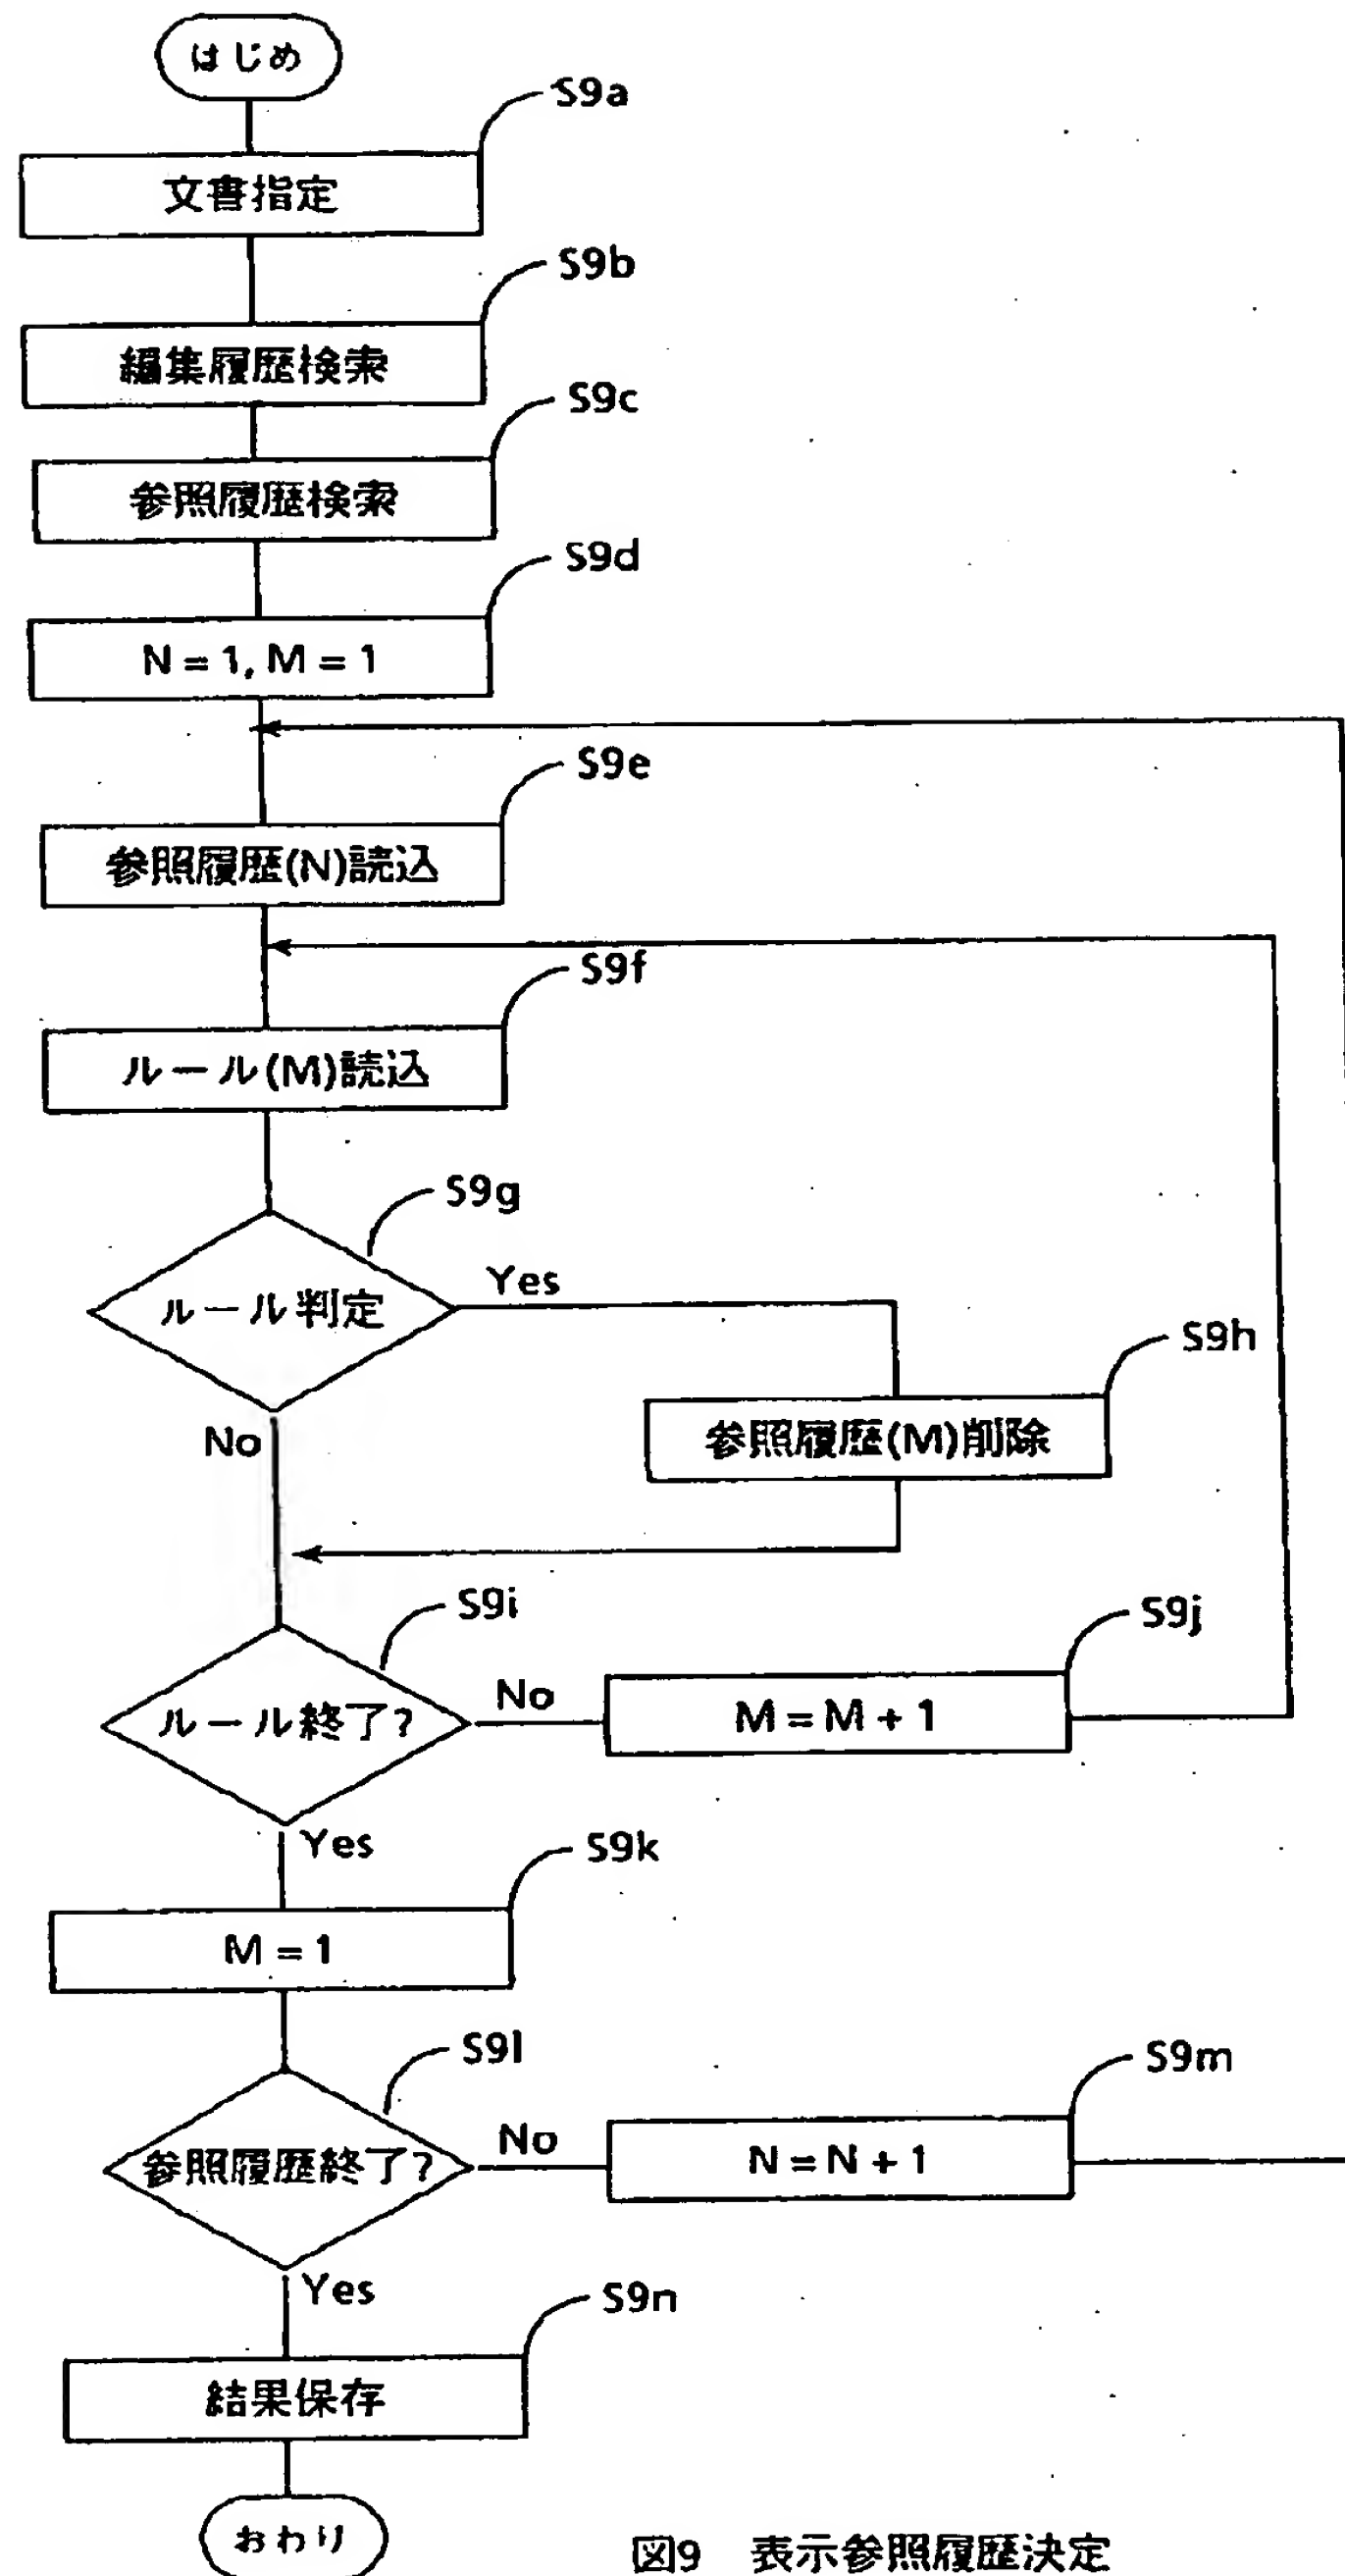 はじめ
S9a
文書指定
S9b
編集履歴検索
S9c
参照履歴検索
S9d
N = 1, M = 1
S9e
参照履歴(N)読込
S9f
ルール(M)読込
S9g
ルール判定
Yes
No
S9h
参照履歴(M)削除
S9i
ルール終了?
No
S9j
M = M + 1
Yes
S9k
M = 1
S9l
参照履歴終了?
No
S9m
N = N + 1
Yes
S9n
結果保存
おわり
図9 表示参照履歴決定